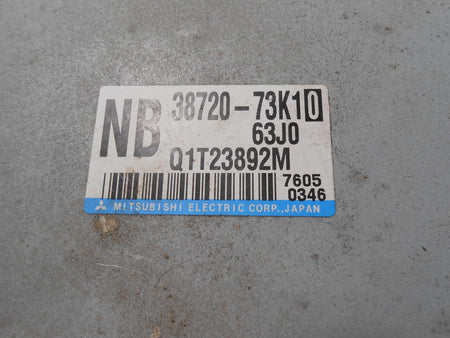 NB 38720-73K10
63J0
Q1T23892M
7605
0346
MITSUBISHI ELECTRIC CORP., JAPAN